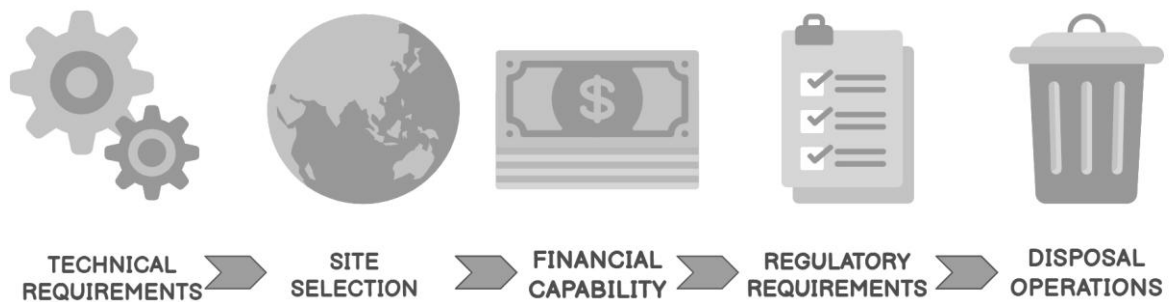 $
TECHNICAL
REQUIREMENTS
SITE
SELECTION
FINANCIAL
CAPABILITY
REGULATORY
REQUIREMENTS
DISPOSAL
OPERATIONS